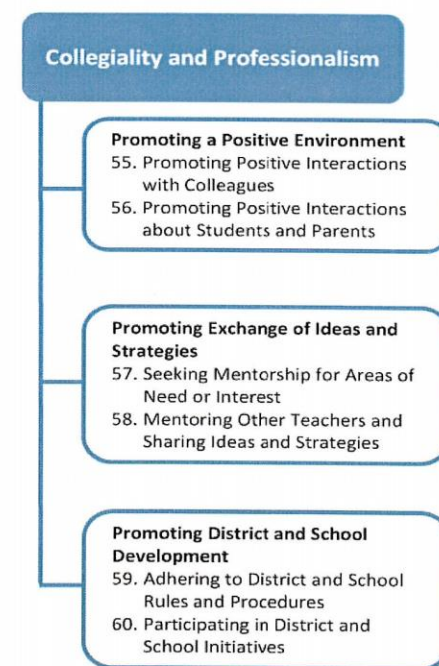 Collegiality and Professionalism
Promoting a Positive Environment
55. Promoting Positive Interactions
with Colleagues
56. Promoting Positive Interactions
about Students and Parents
Promoting Exchange of Ideas and
Strategies
57. Seeking Mentorship for Areas of
Need or Interest
58. Mentoring Other Teachers and
Sharing Ideas and Strategies
Promoting District and School
Development
59. Adhering to District and School
Rules and Procedures
60. Participating in District and
School Initiatives